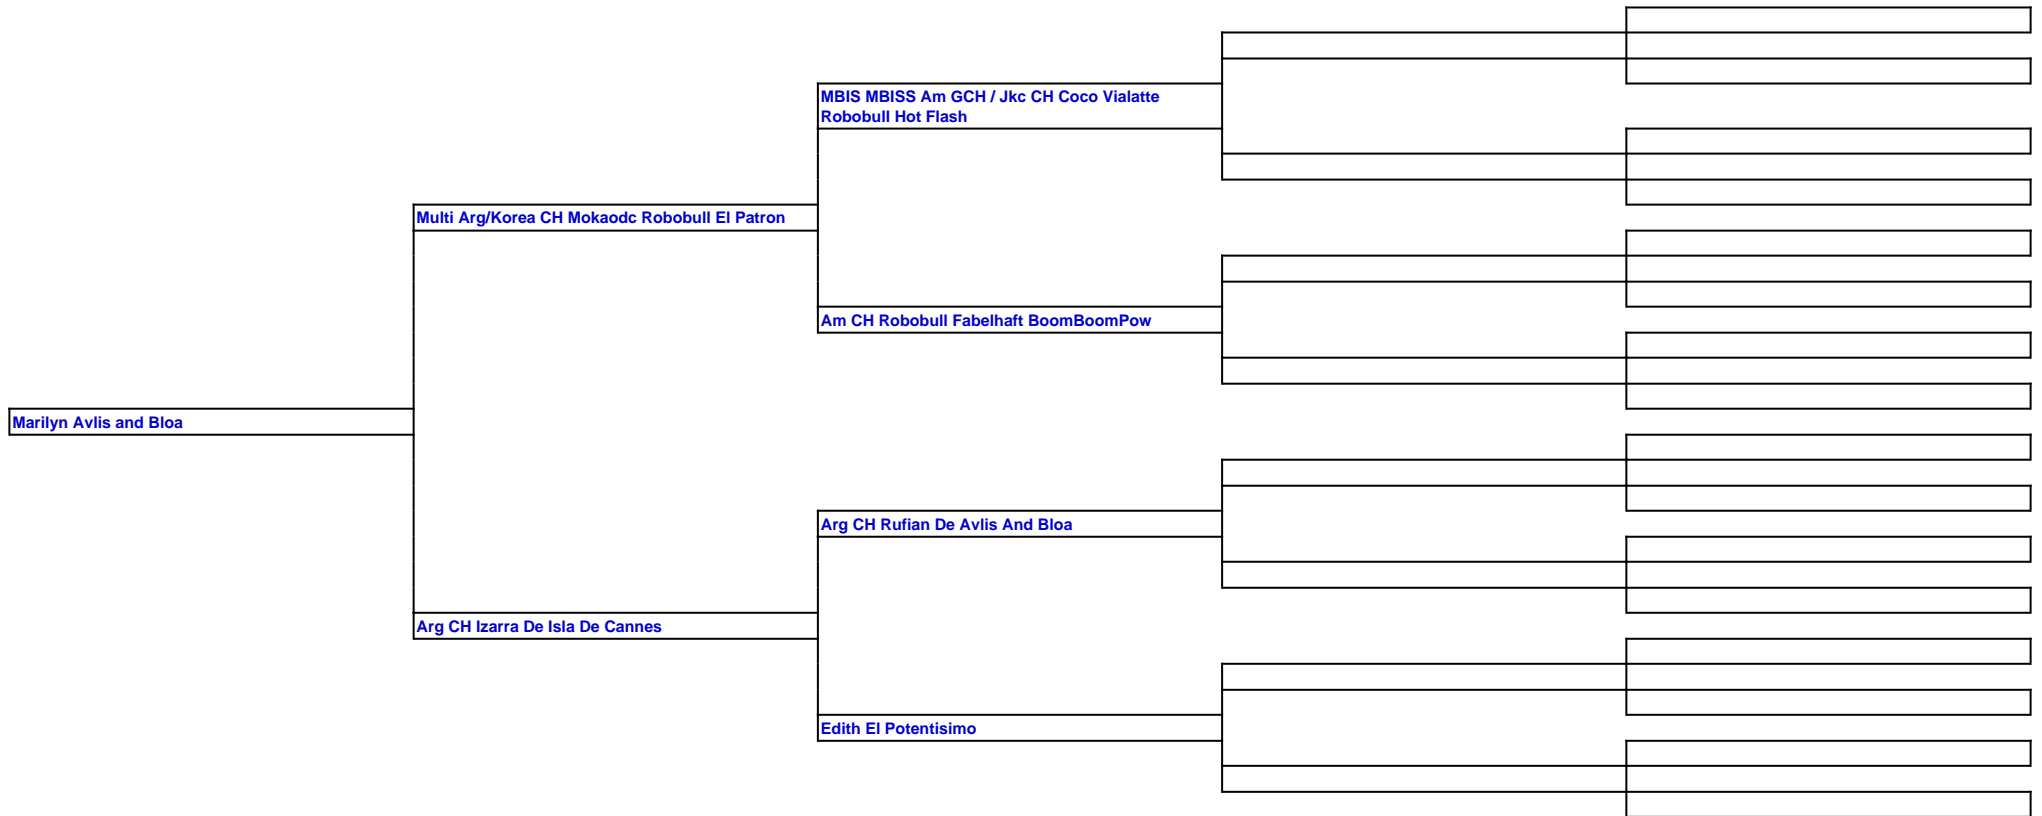 MBIS MBISS Am GCH / Jkc CH Coco Vialatte
Robobull Hot Flash
Multi Arg/Korea CH Mokaodc Robobull El Patron
Am CH Robobull Fabelhaft BoomBoomPow
Marilyn Avlis and Bloa
Arg CH Rufian De Avlis And Bloa
Arg CH Izarra De Isla De Cannes
Edith El Potentisimo